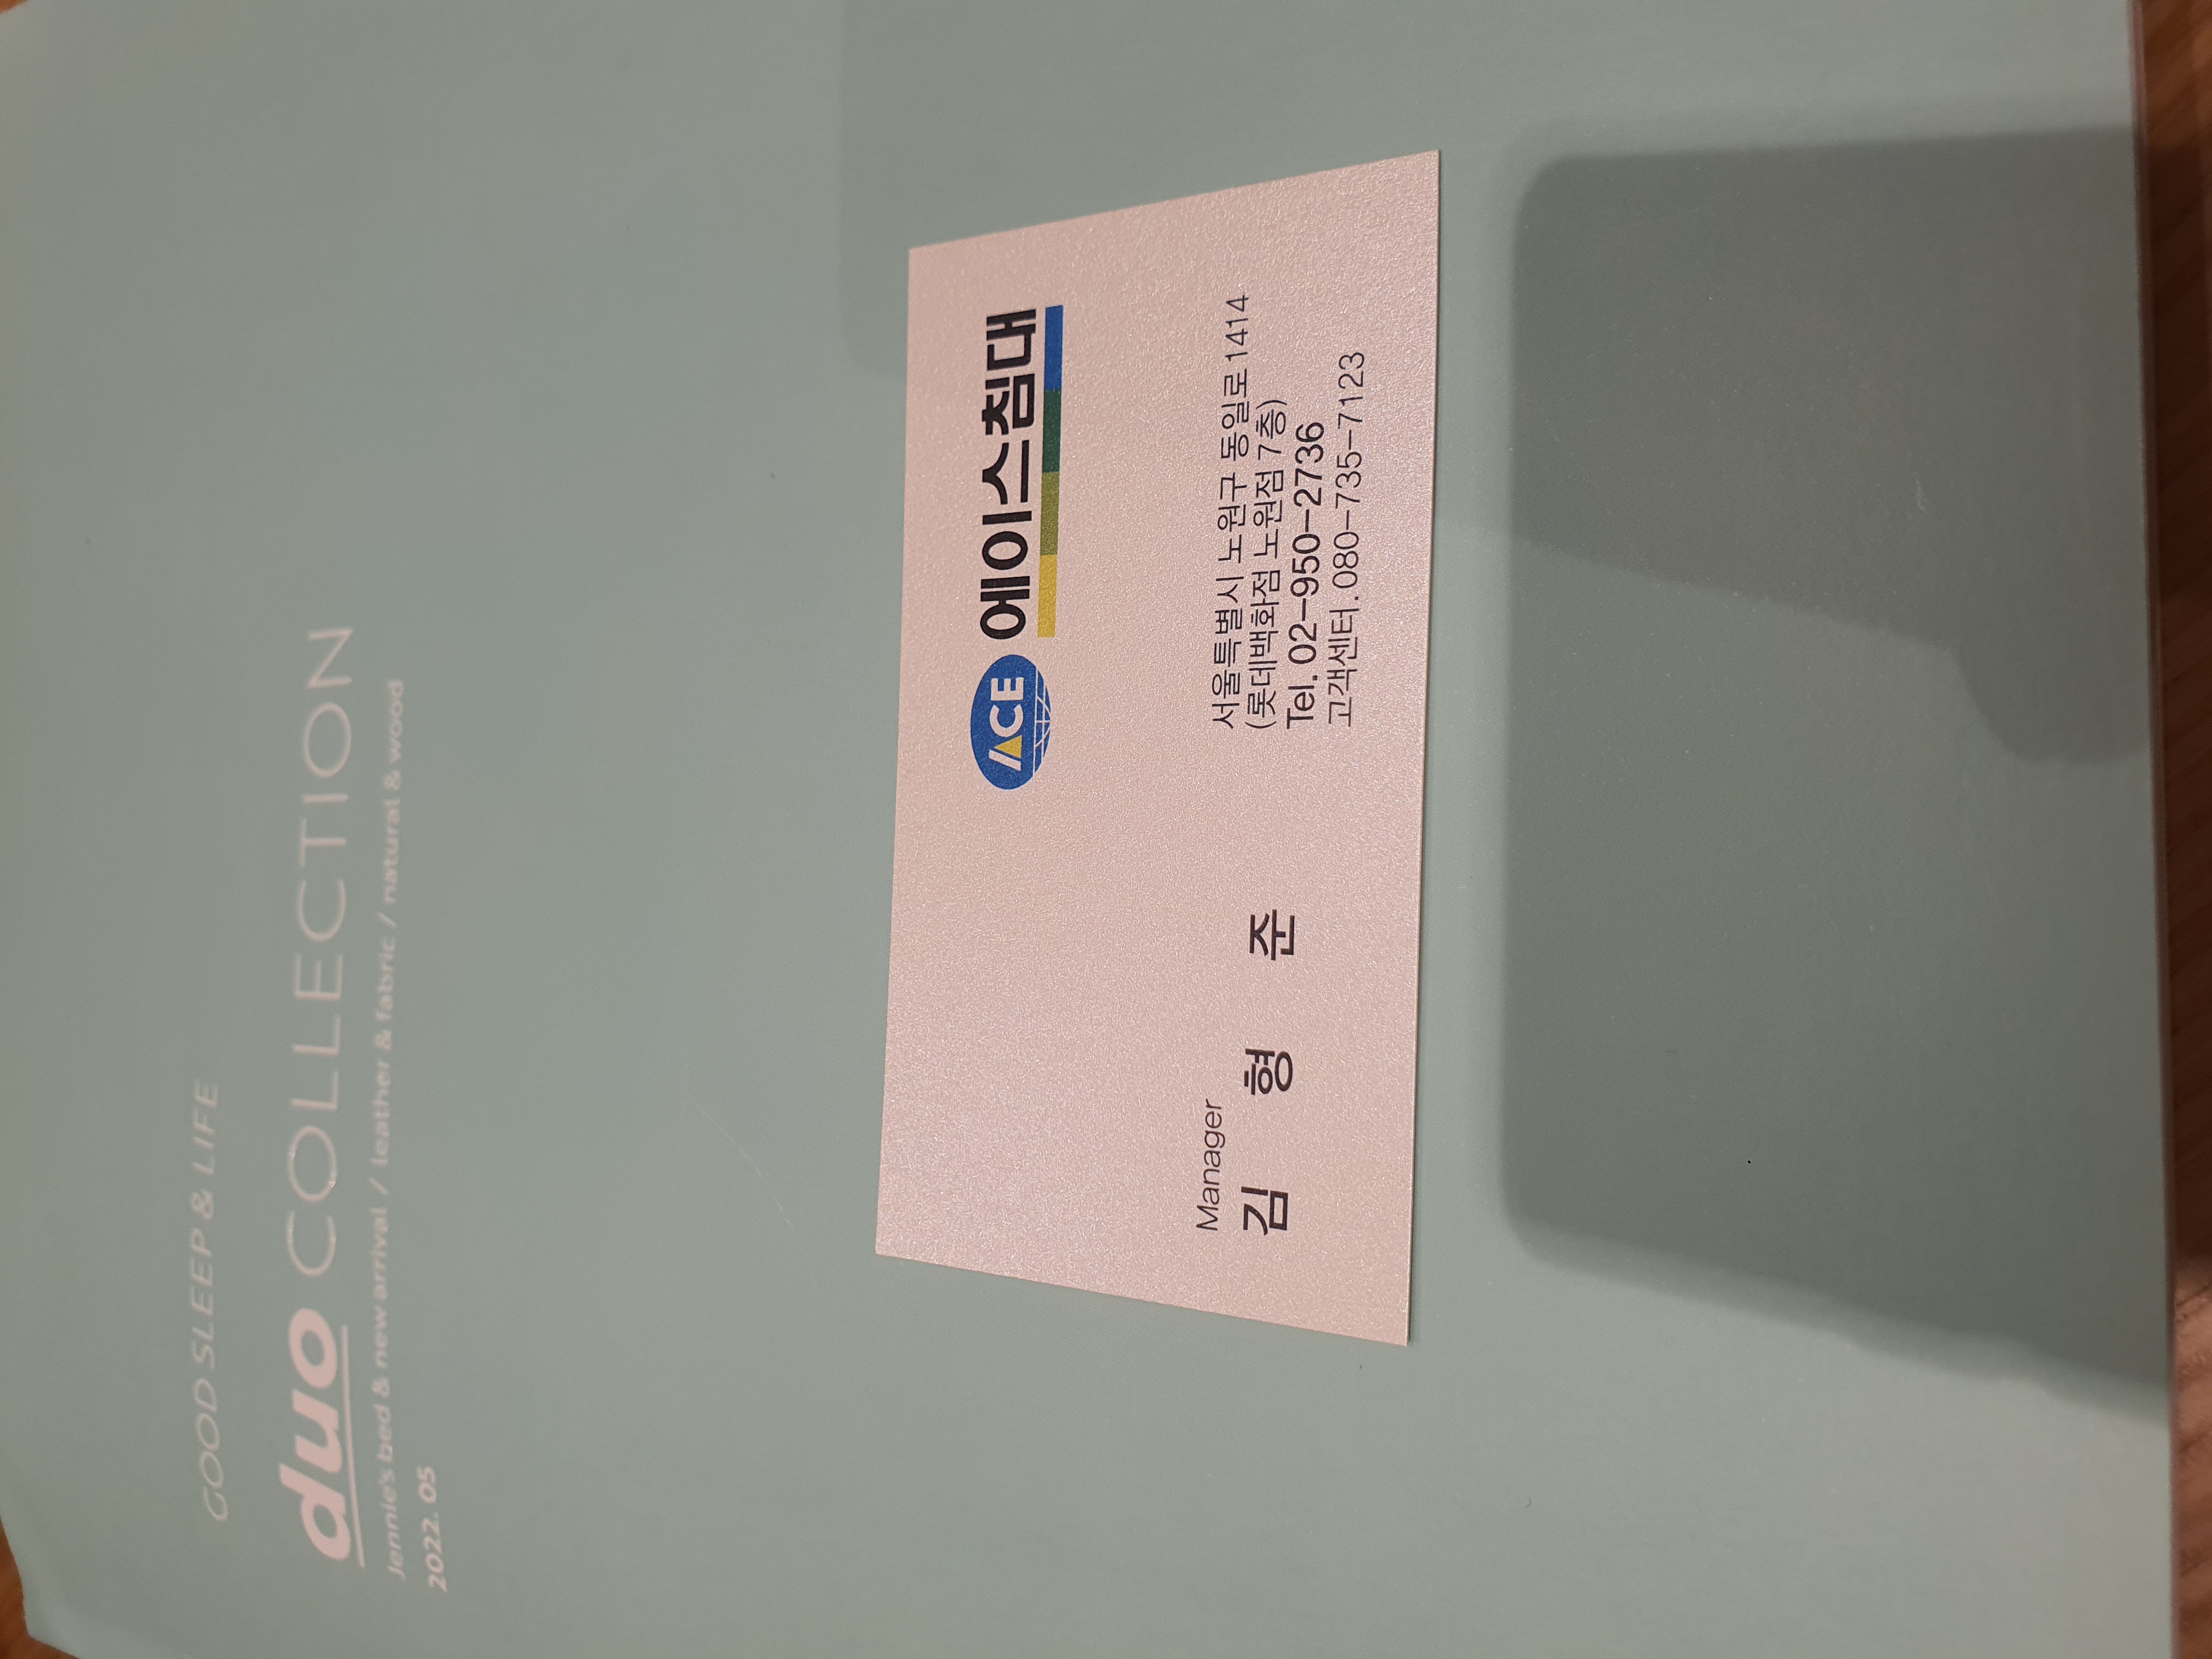 GOOD SLEEP & LIFE
duo COLLECTION
Jennie's bed & new arrival / leather & fabric / natural & wood
2022. 05
ACE 에이스침대
Manager
김 형 준
서울특별시 노원구 동일로 1414
(롯데백화점 노원점 7층)
Tel. 02-950-2736
고객센터. 080-735-7123